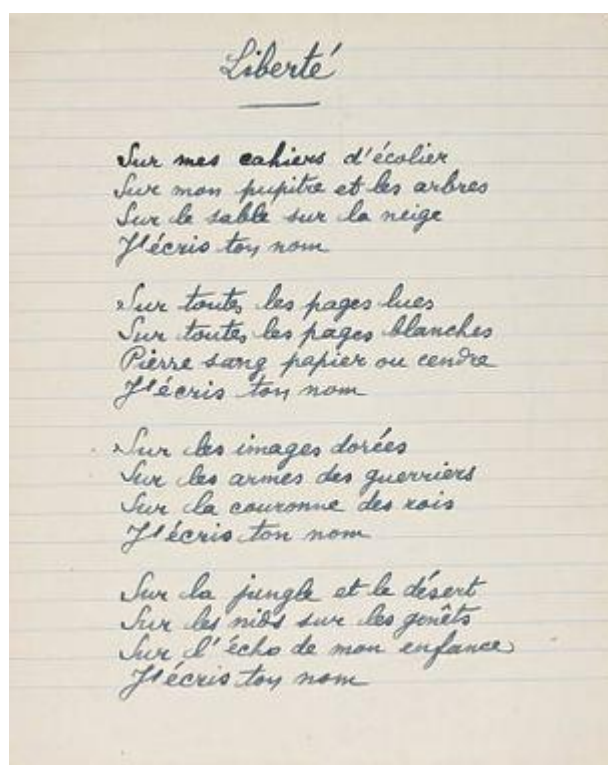 Liberté
Sur mes cahiers d'écolier
Sur mon pupitre et les arbres
Sur le sable sur la neige
J'écris ton nom
Sur toutes les pages lues
Sur toutes les pages blanches
Pierre sang papier ou cendre
J'écris ton nom
Sur les images dorées
Sur les armes des guerriers
Sur la couronne des rois
J'écris ton nom
Sur la jungle et le désert
Sur les nids sur les genêts
Sur l'écho de mon enfance
J'écris ton nom